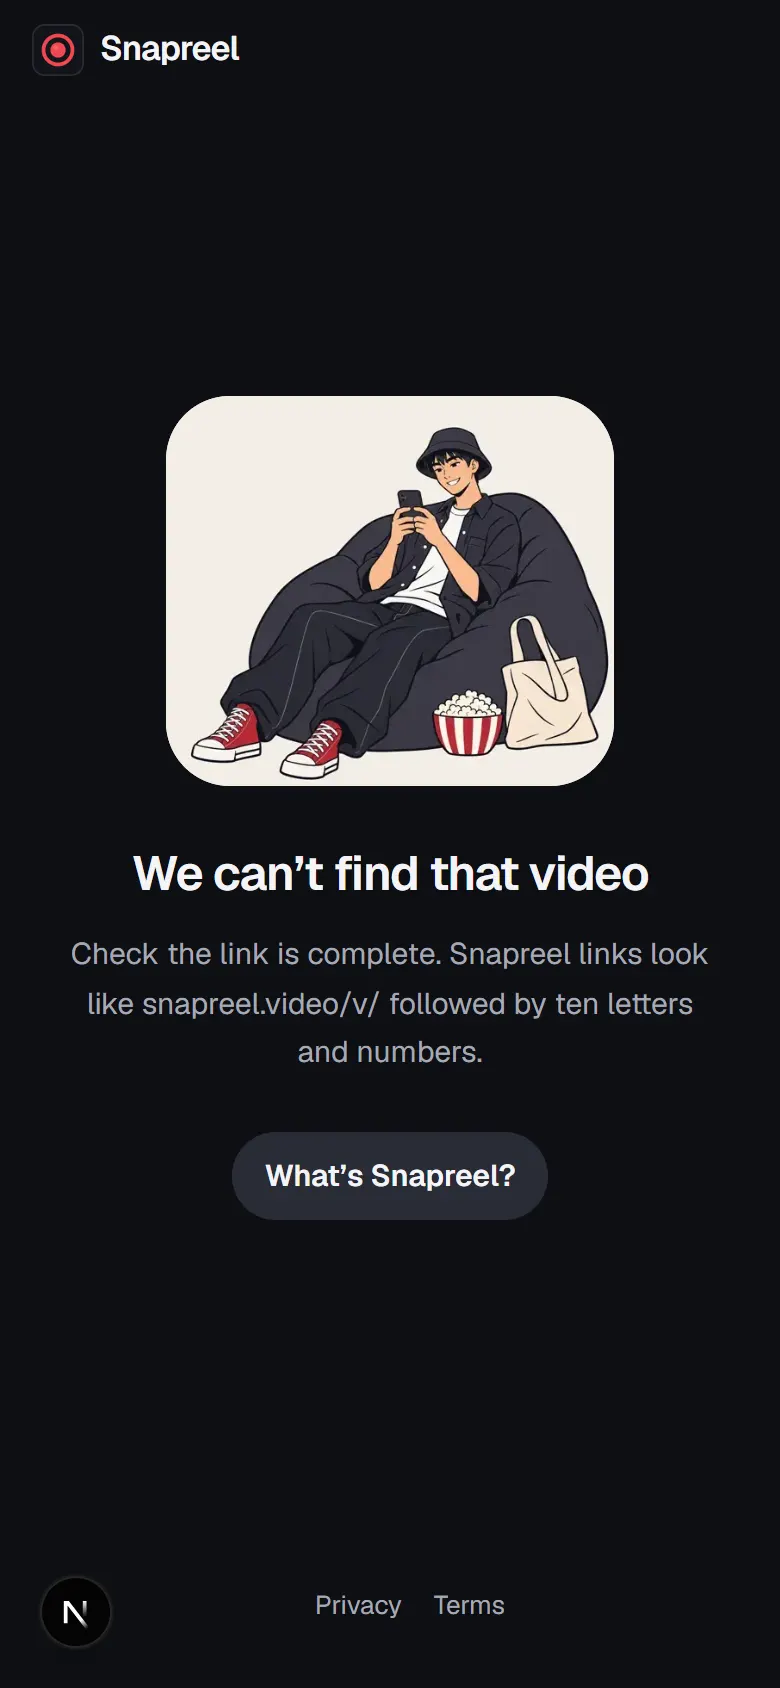 Snapreel
We can’t find that video
Check the link is complete. Snapreel links look
like snapreel.video/v/ followed by ten letters
and numbers.
What’s Snapreel?
N
Privacy Terms